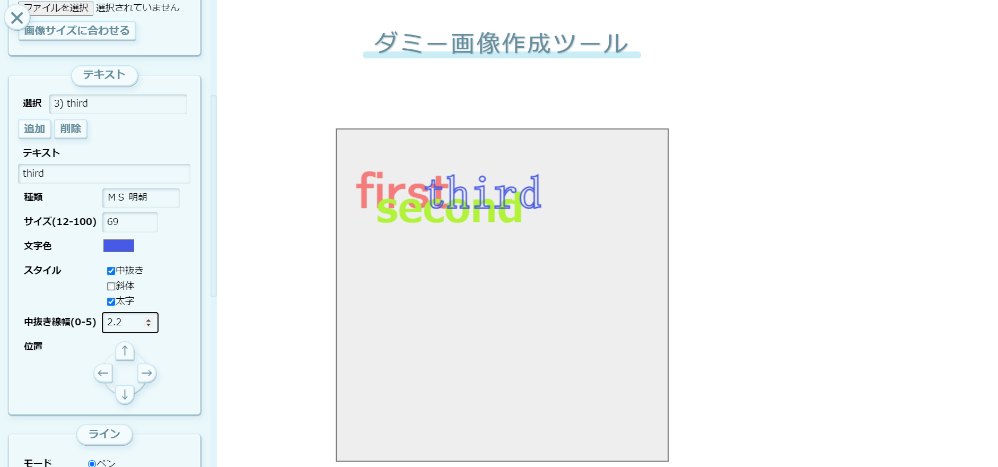 ファイルを選択 選択されていません
画像サイズに合わせる
テキスト
選択 3) third
追加 削除
テキスト
third
種類 MS 明朝
サイズ(12-100) 69
文字色
スタイル 中抜き
斜体
太字
中抜き線幅(0-5) 2.2
位置
↑
← →
↓
ライン
モード ペン
ダミー画像作成ツール
first third
second